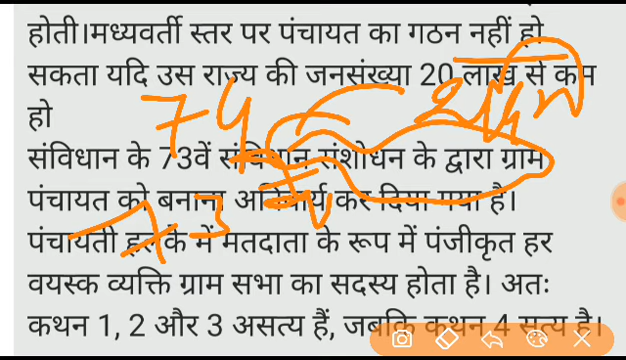 होती।मध्यवर्ती स्तर पर पंचायत का गठन नहीं हो
सकता यदि उस राज्य की जनसंख्या 20 लाख से कम
हो
74
संविधान के 73वें संविधान संशोधन के द्वारा ग्राम
पंचायत को बनाना अनिवार्य कर दिया गया है।
73
पंचायती हलके में मतदाता के रूप में पंजीकृत हर
वयस्क व्यक्ति ग्राम सभा का सदस्य होता है। अतः
कथन 1, 2 और 3 असत्य हैं, जबकि कथन 4 सत्य है।